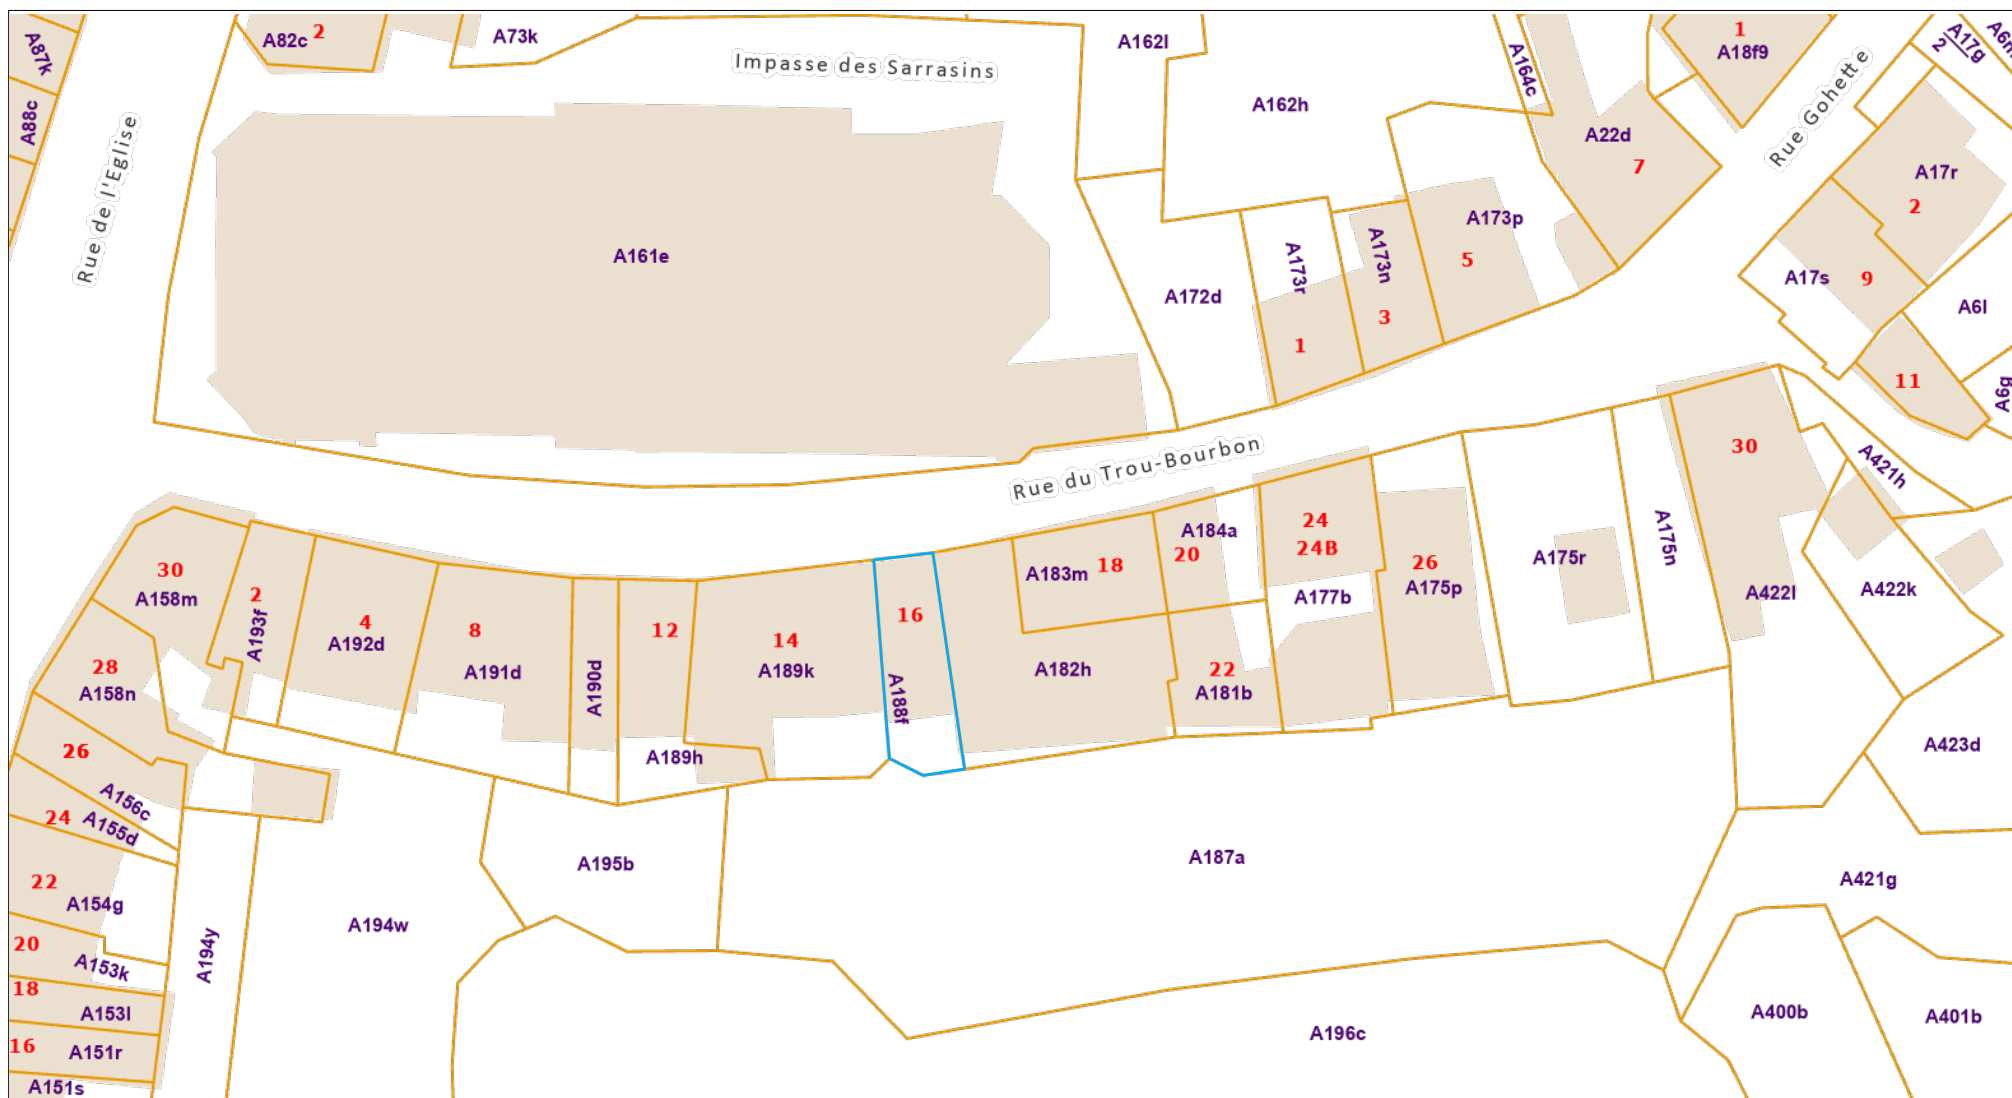 A87k
A82c
2
A73k
Impasse des Sarrasins
A162l
A164c
1
A18f9
A17g
2
A88c
A162h
Rue Gohette
A22d
7
Rue de l'Eglise
A17r
2
A161e
A173p
A173n
A173r
5
A172d
3
1
A17s
9
A6l
11
A6g
Rue du Trou-Bourbon
30
A421h
24
24B
A184a
20
A183m
18
A177b
26
A175p
A175r
A175n
A422l
A422k
30
A158m
2
A193f
4
A192d
8
A191d
A190d
12
A189h
14
A189k
16
A188f
A182h
22
A181b
28
A158n
26
A156c
24
A155d
A423d
22
A154g
A195b
A187a
A421g
A194w
A194y
20
A153k
18
A153l
16
A151r
A151s
A196c
A400b
A401b